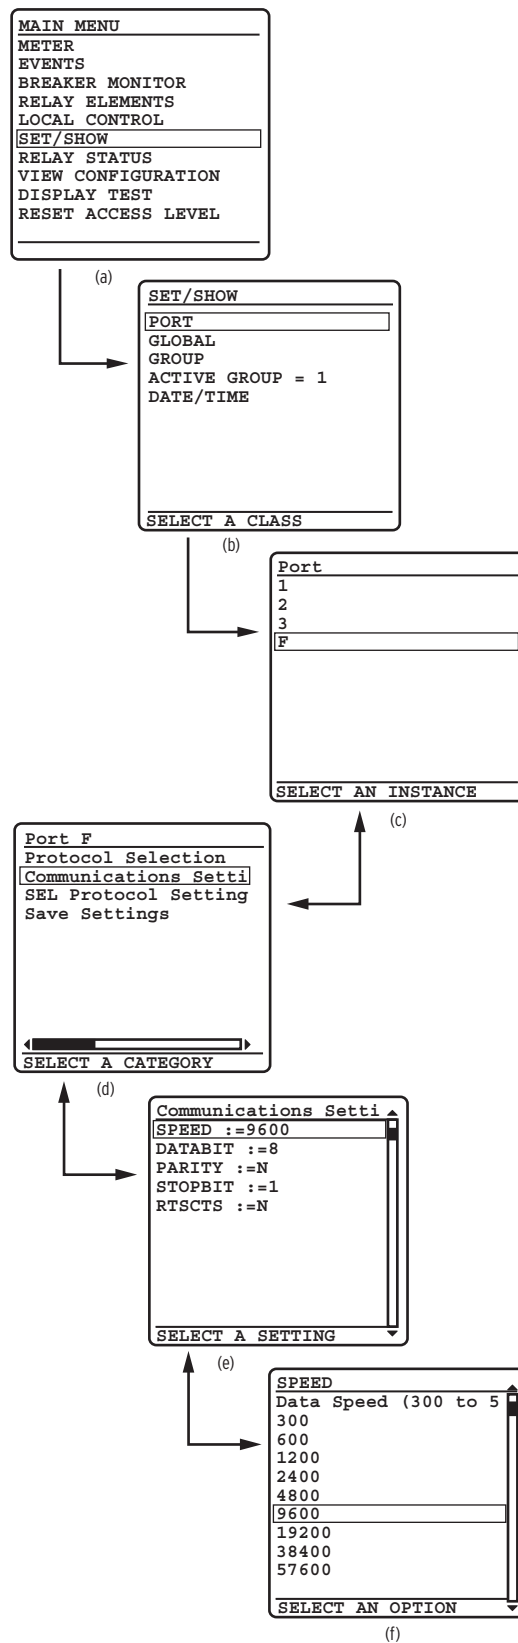 MAIN MENU
METER
EVENTS
BREAKER MONITOR
RELAY ELEMENTS
LOCAL CONTROL
SET/SHOW
RELAY STATUS
VIEW CONFIGURATION
DISPLAY TEST
RESET ACCESS LEVEL
(a)
SET/SHOW
PORT
GLOBAL
GROUP
ACTIVE GROUP = 1
DATE/TIME
SELECT A CLASS
(b)
Port
1
2
3
F
SELECT AN INSTANCE
(c)
Port F
Protocol Selection
Communications Setti
SEL Protocol Setting
Save Settings
SELECT A CATEGORY
(d)
Communications Setti
SPEED :=9600
DATABIT :=8
PARITY :=N
STOPBIT :=1
RTSCTS :=N
SELECT A SETTING
(e)
SPEED
Data Speed (300 to 5
300
600
1200
2400
4800
9600
19200
38400
57600
SELECT AN OPTION
(f)